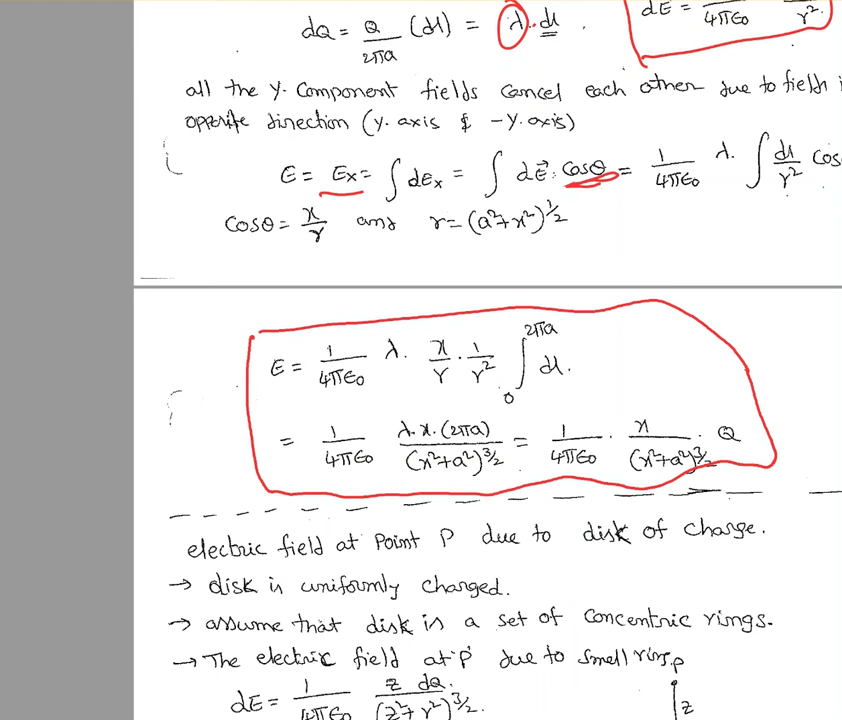 dQ = Q/2πa (dl) = λ · dl .
dE = /4πε0 r².
all the y. Component fields cancel each other due to fields
opposite direction (y. axis & -y. axis)
E = Ex = ∫ dEx = ∫ dE⃗. cosθ = 1/4πε0 λ. ∫ dl/r² cos
cosθ = x/r and r = (a²+x²)^1/2
E = 1/4πε0 λ. x/r · 1/r² ∫₀^2πa dl.
= 1/4πε0 λ.x.(2πa)/(x²+a²)^3/2 = 1/4πε0 · x/(x²+a²)^3/2 · Q
electric field at Point P due to disk of charge.
→ disk is uniformly charged.
→ assume that disk is a set of concentric rings.
→ The electric field at 'P' due to small ring P
dE = 1/4πε0 z dQ./(z²+r²)^3/2. z